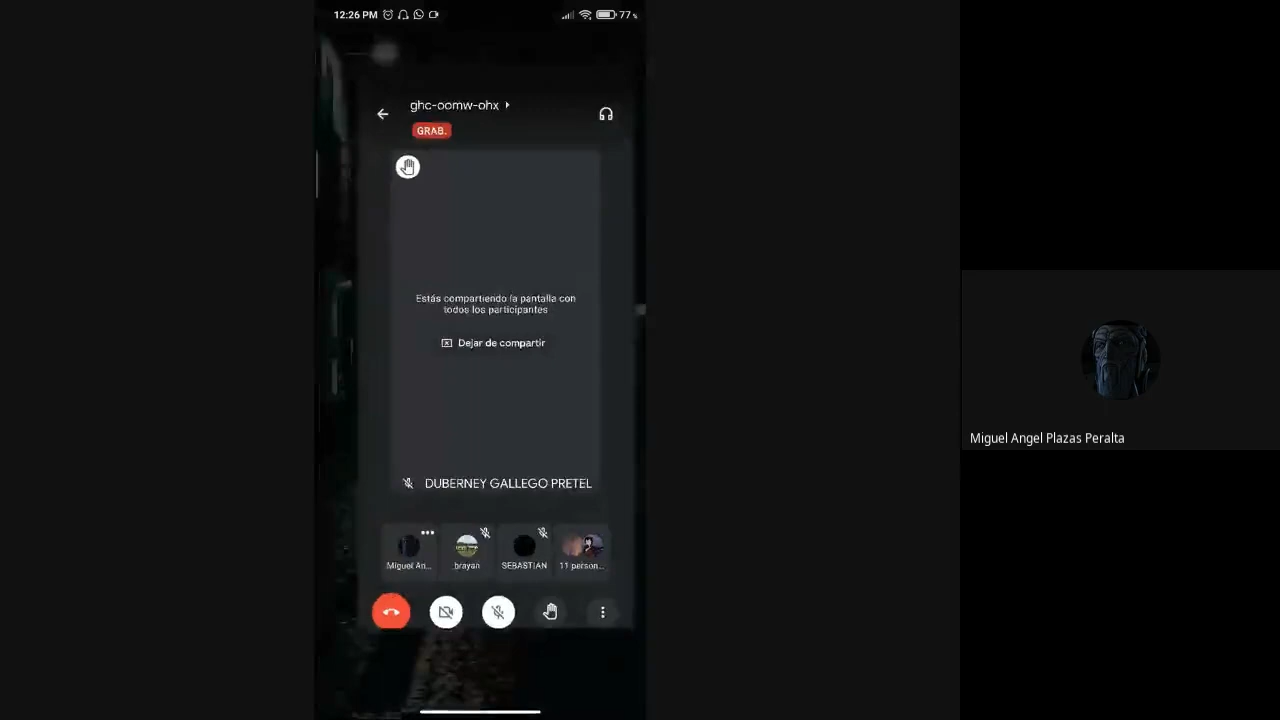 12:26 PM
77%
ghc-oomw-ohx
GRAB.
Estás compartiendo la pantalla con
todos los participantes
Dejar de compartir
DUBERNEY GALLEGO PRETEL
Miguel An...
brayan
SEBASTIAN
11 person...
Miguel Angel Plazas Peralta